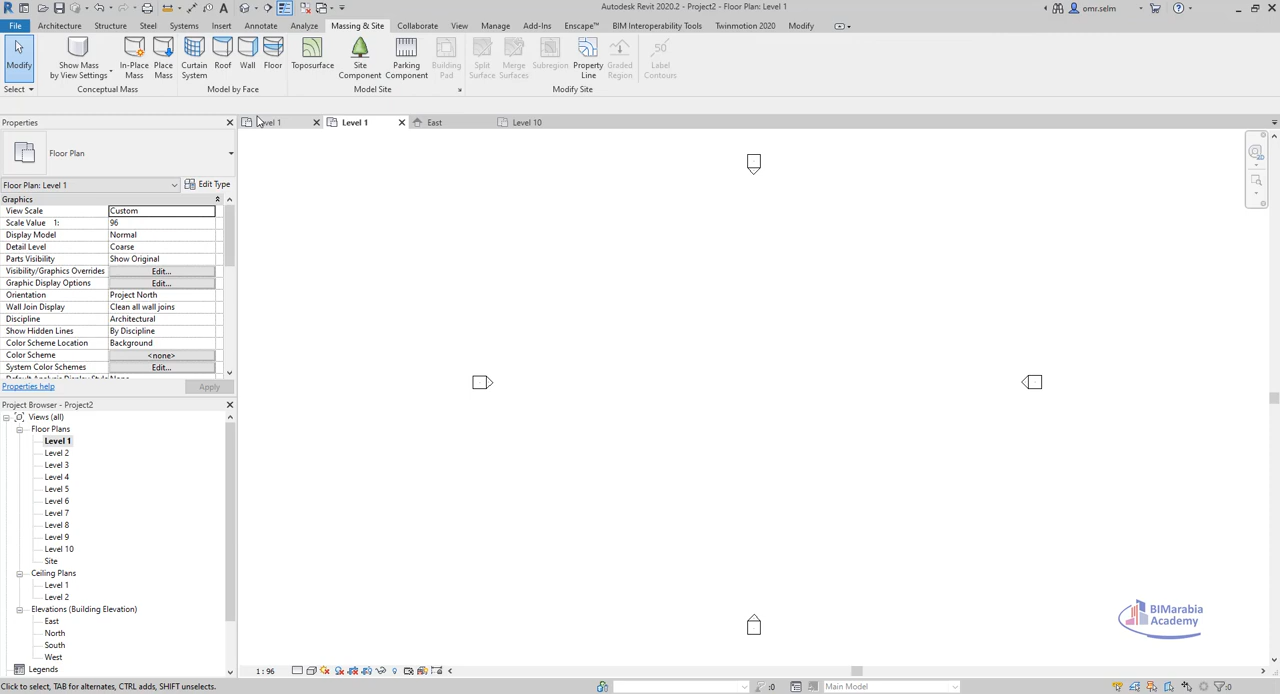 Autodesk Revit 2020.2 - Project2 - Floor Plan: Level 1
omr.selm
File Architecture Structure Steel Systems Insert Annotate Analyze Massing & Site Collaborate View Manage Add-Ins Enscape™ BIM Interoperability Tools Twinmotion 2020 Modify
Modify
Show Mass
by View Settings
In-Place
Mass
Place
Mass
Curtain
System
Roof
Wall
Floor
Toposurface
Site
Component
Parking
Component
Building
Pad
Split
Surface
Merge
Surfaces
Subregion
Property
Line
Graded
Region
Label
Contours
Select Conceptual Mass Model by Face Model Site Modify Site
Properties
Level 1 Level 1 East Level 10
Floor Plan
Floor Plan: Level 1 Edit Type
Graphics
View Scale Custom
Scale Value 1: 96
Display Model Normal
Detail Level Coarse
Parts Visibility Show Original
Visibility/Graphics Overrides Edit...
Graphic Display Options Edit...
Orientation Project North
Wall Join Display Clean all wall joins
Discipline Architectural
Show Hidden Lines By Discipline
Color Scheme Location Background
Color Scheme <none>
System Color Schemes Edit...
Properties help Apply
Project Browser - Project2
Views (all)
Floor Plans
Level 1
Level 2
Level 3
Level 4
Level 5
Level 6
Level 7
Level 8
Level 9
Level 10
Site
Ceiling Plans
Level 1
Level 2
Elevations (Building Elevation)
East
North
South
West
Legends
BIMarabia
Academy
1 : 96
Click to select, TAB for alternates, CTRL adds, SHIFT unselects.
:0
Main Model
:0